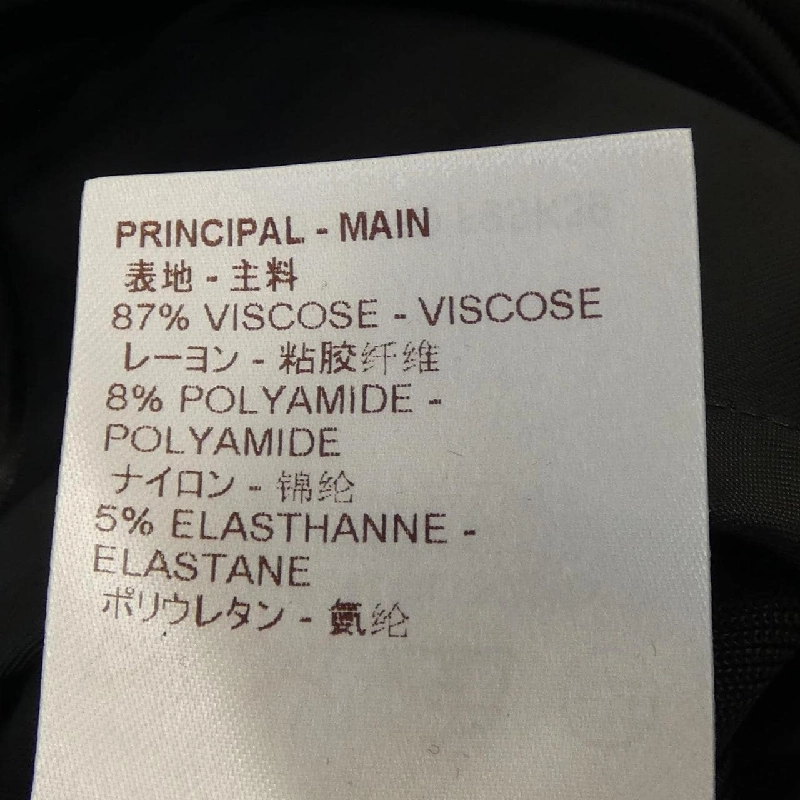 PRINCIPAL - MAIN
表地 - 主料
87% VISCOSE - VISCOSE
レーヨン - 粘胶纤维
8% POLYAMIDE -
POLYAMIDE
ナイロン - 锦纶
5% ELASTHANNE -
ELASTANE
ポリウレタン - 氨纶